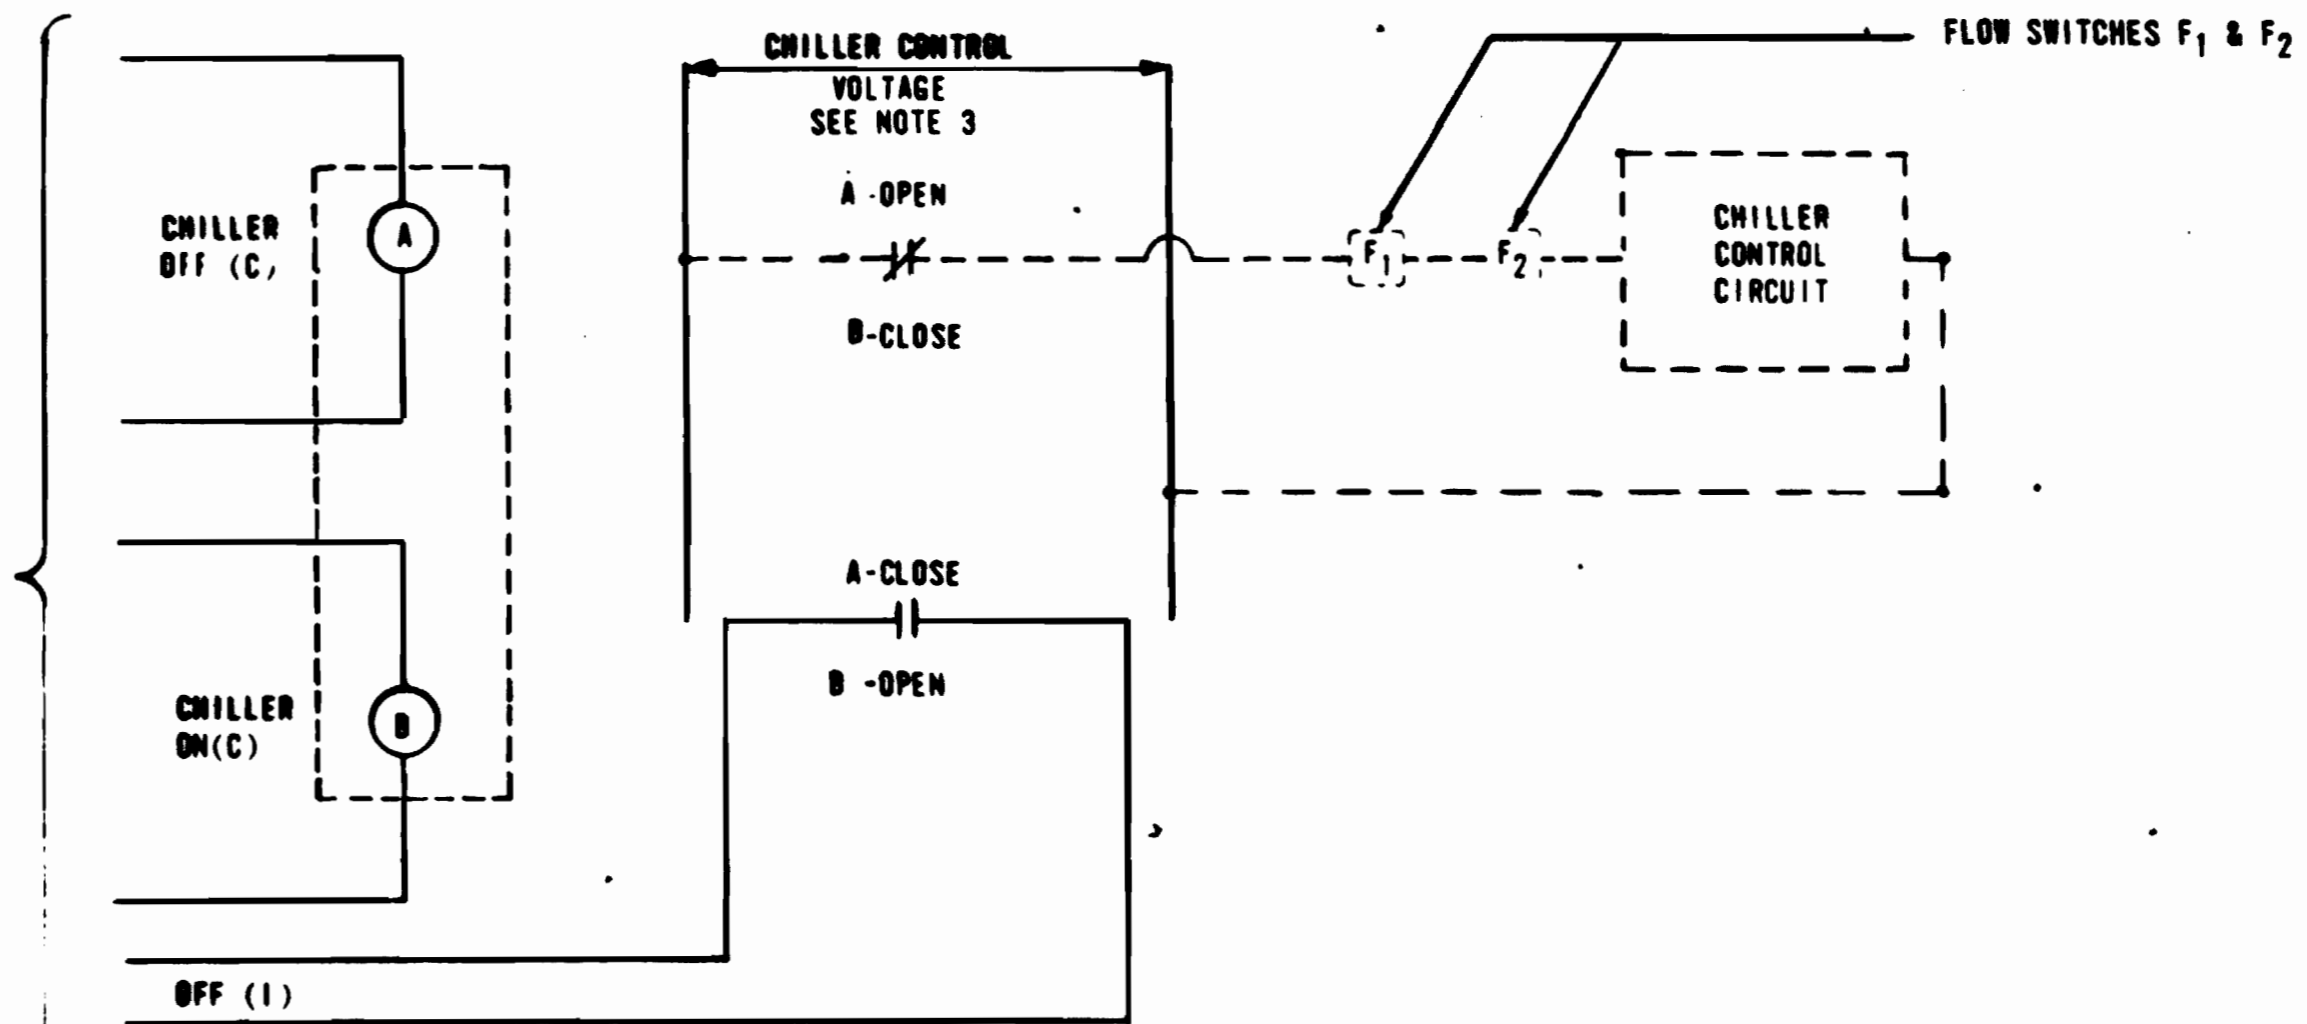 CHILLER CONTROL
VOLTAGE
SEE NOTE 3
FLOW SWITCHES F₁ & F₂
A-OPEN
CHILLER
OFF (C)
A
F₁
F₂
CHILLER
CONTROL
CIRCUIT
B-CLOSE
A-CLOSE
B-OPEN
CHILLER
ON(C)
B
OFF (I)